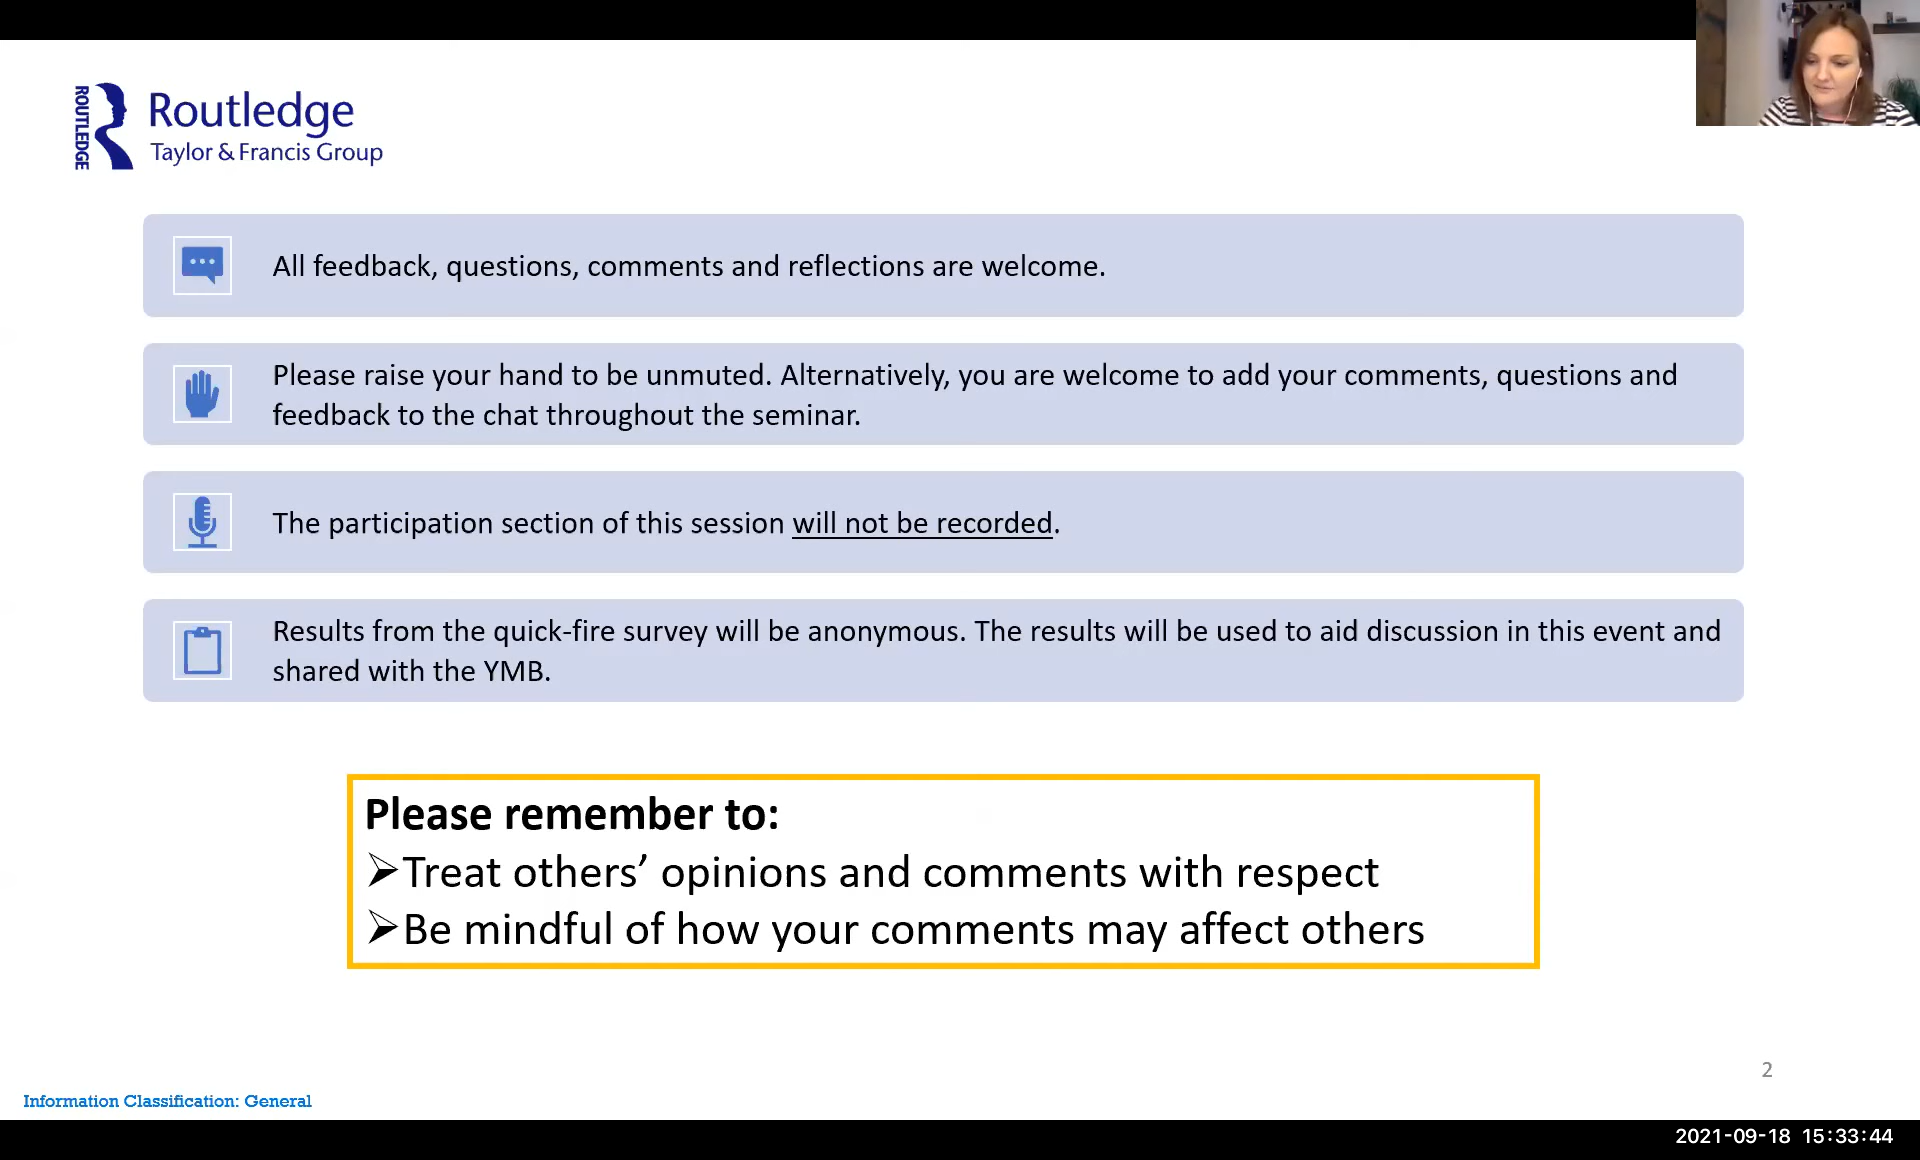 ROUTLEDGE
Routledge
Taylor & Francis Group
All feedback, questions, comments and reflections are welcome.
Please raise your hand to be unmuted. Alternatively, you are welcome to add your comments, questions and
feedback to the chat throughout the seminar.
The participation section of this session will not be recorded.
Results from the quick-fire survey will be anonymous. The results will be used to aid discussion in this event and
shared with the YMB.
Please remember to:
➢Treat others’ opinions and comments with respect
➢Be mindful of how your comments may affect others
2
Information Classification: General
2021-09-18 15:33:44